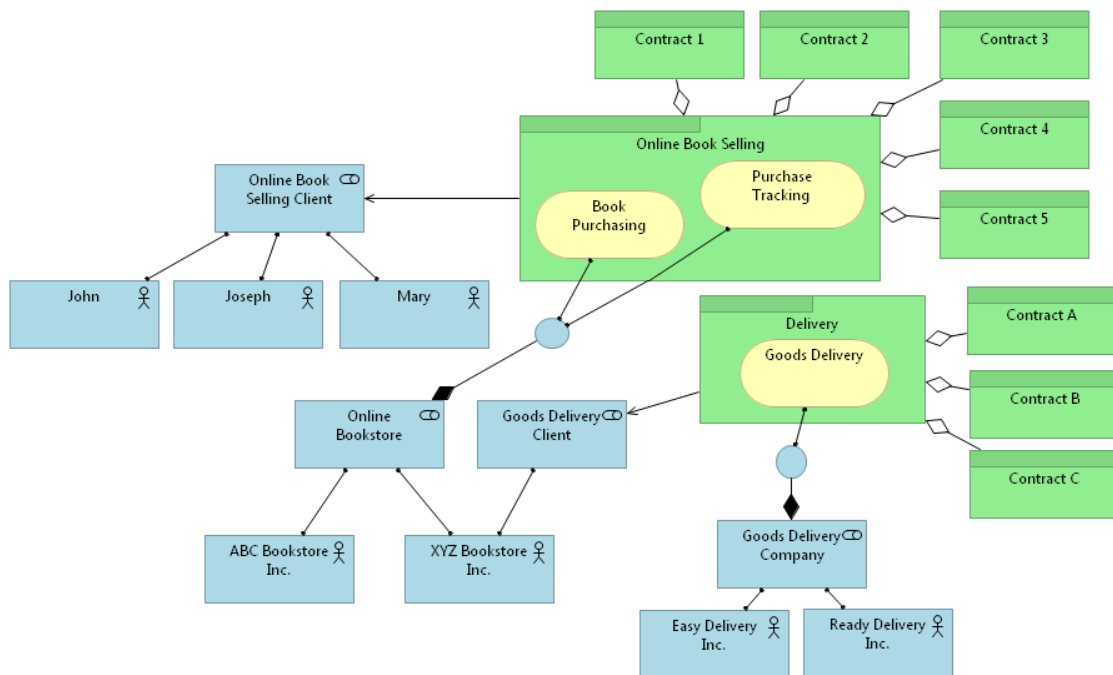 Contract 1
Contract 2
Contract 3
Contract 4
Contract 5
Online Book Selling
Purchase
Tracking
Book
Purchasing
Online Book
Selling Client
John
Joseph
Mary
Delivery
Goods Delivery
Contract A
Contract B
Contract C
Online
Bookstore
Goods Delivery
Client
ABC Bookstore
Inc.
XYZ Bookstore
Inc.
Goods Delivery
Company
Easy Delivery
Inc.
Ready Delivery
Inc.